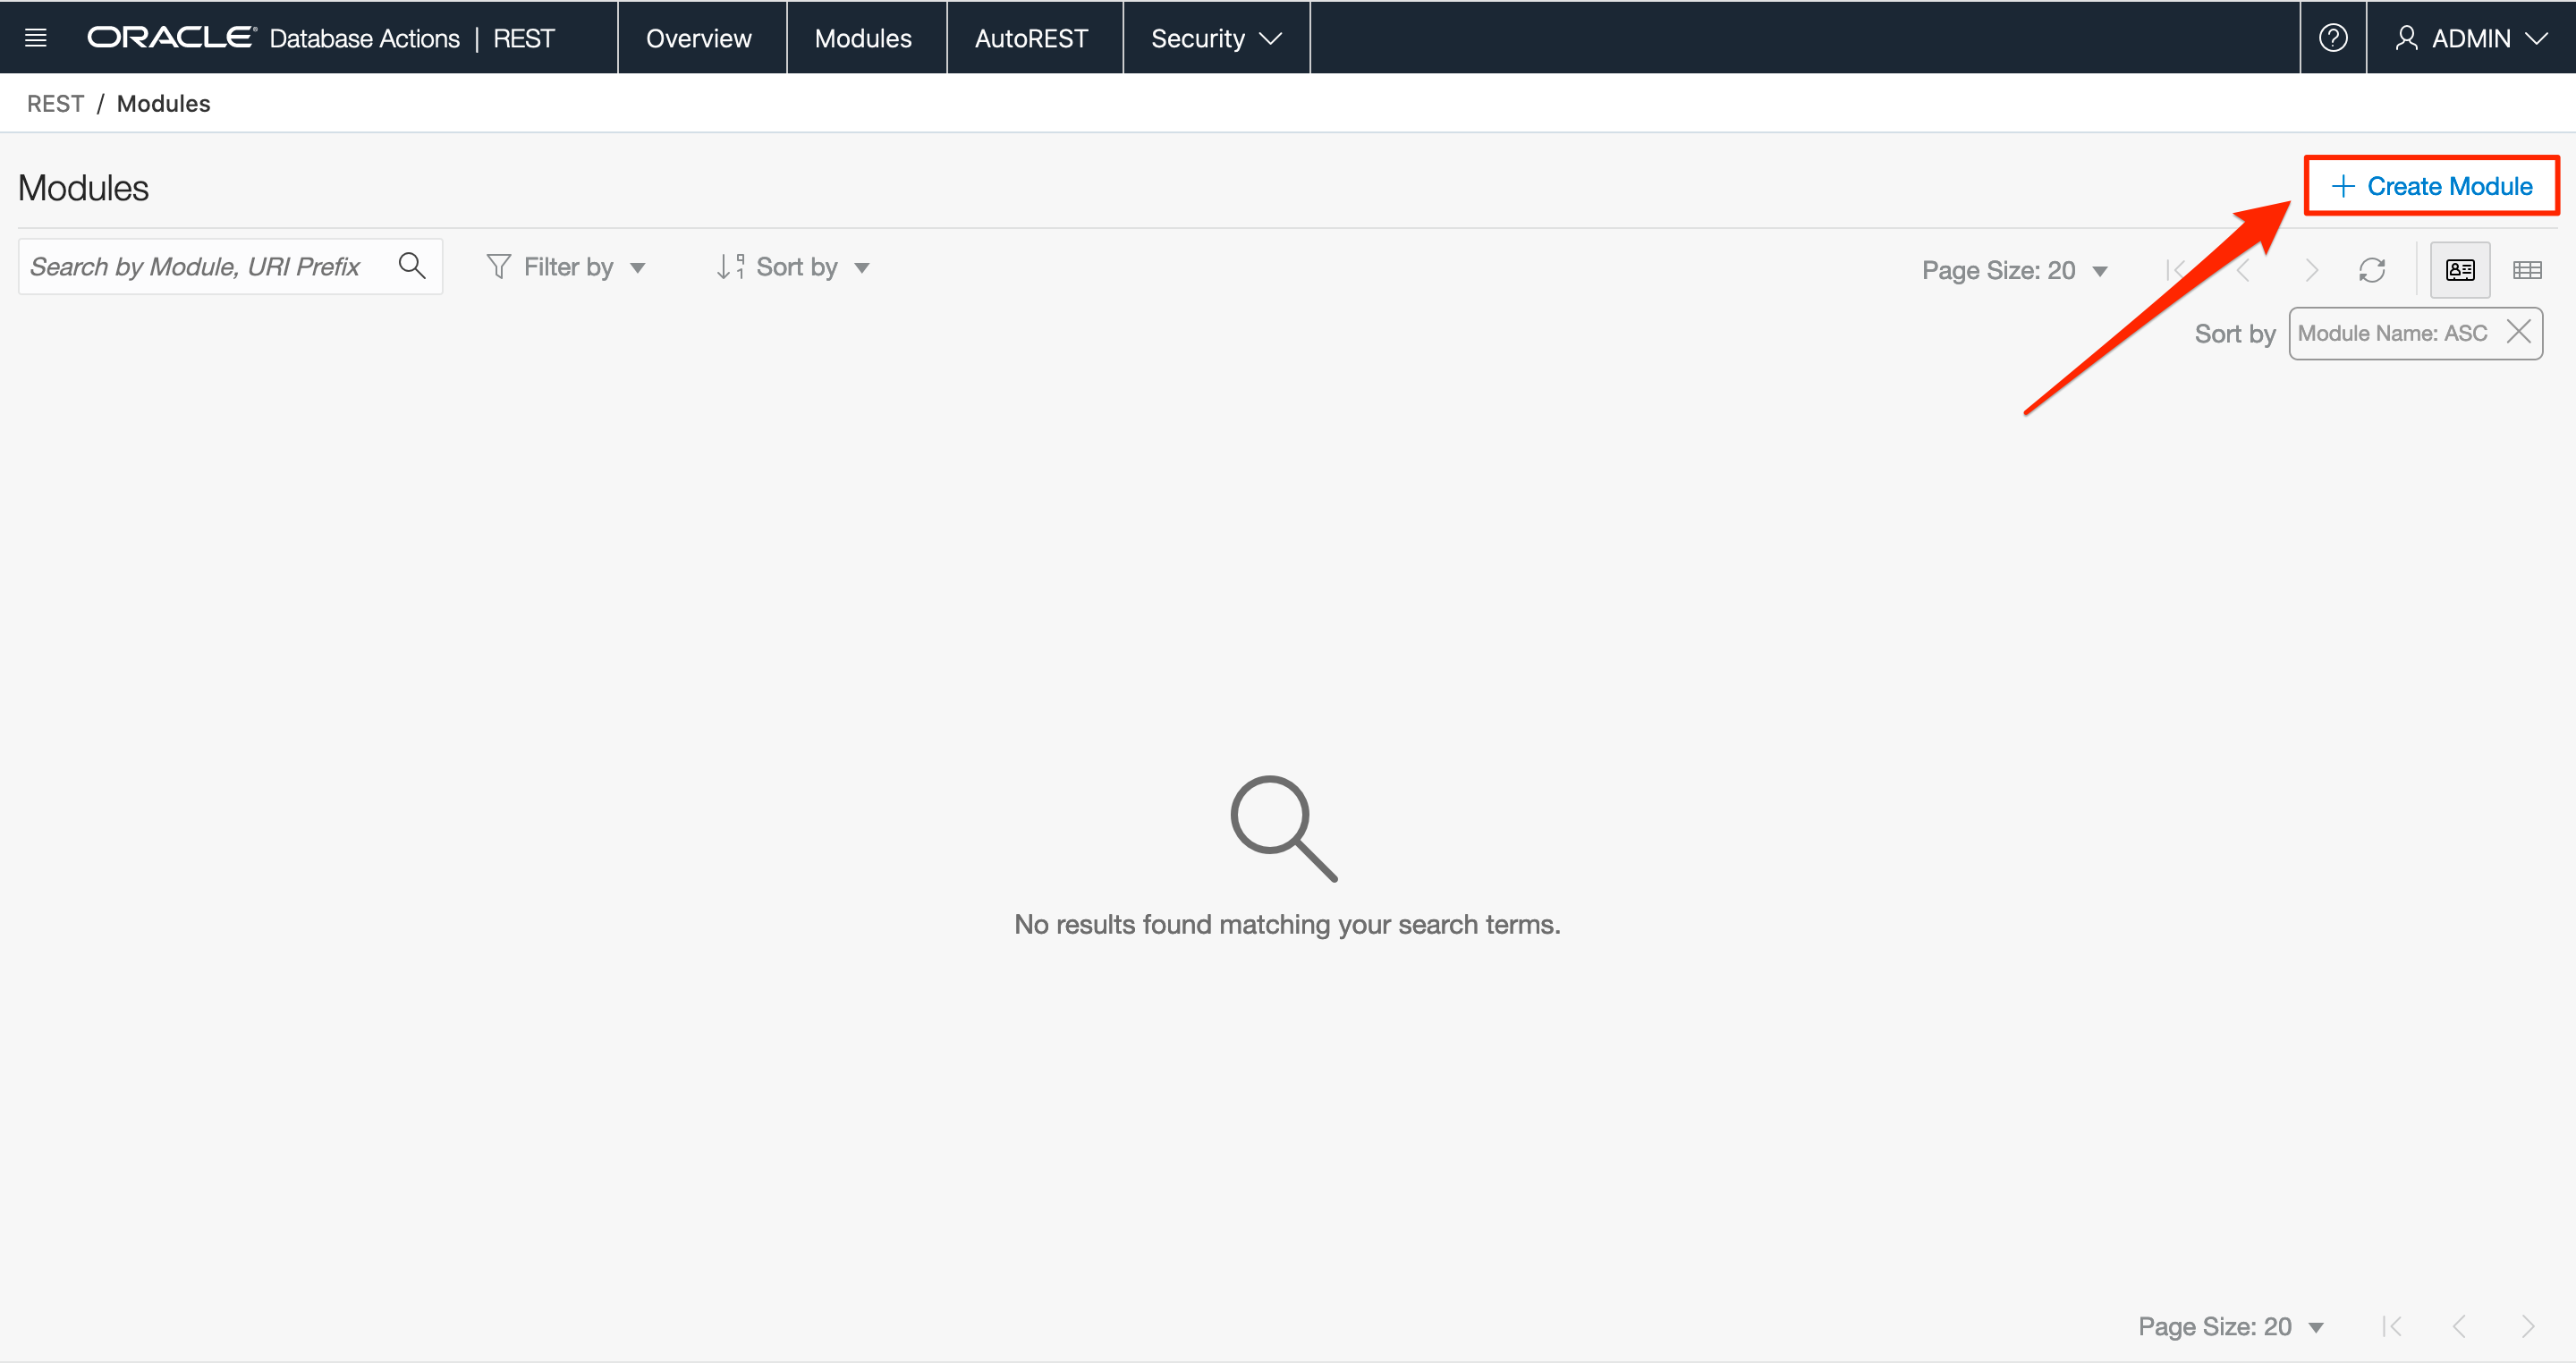 ORACLE Database Actions | REST Overview Modules AutoREST Security ADMIN
REST / Modules
Modules
+ Create Module
Search by Module, URI Prefix Filter by Sort by Page Size: 20
Sort by Module Name: ASC
No results found matching your search terms.
Page Size: 20